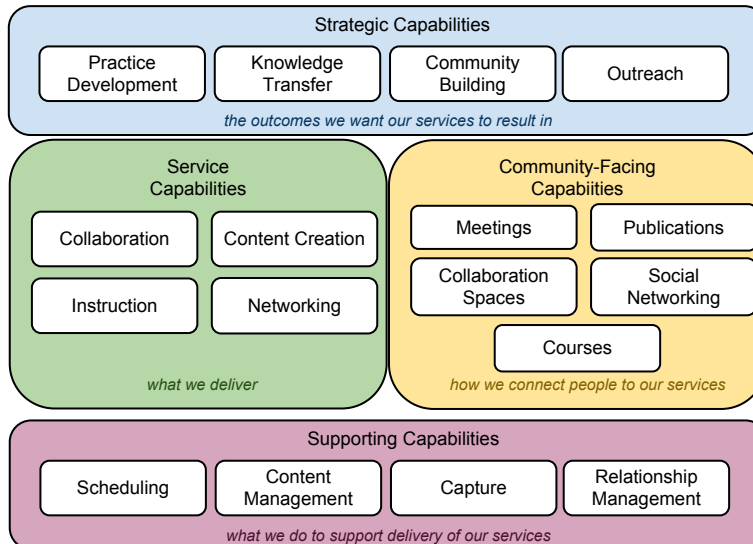 Strategic Capabilities
Practice
Development
Knowledge
Transfer
Community
Building
Outreach
the outcomes we want our services to result in
Service
Capabilities
Collaboration
Content Creation
Instruction
Networking
what we deliver
Community-Facing
Capabiities
Meetings
Publications
Collaboration
Spaces
Social
Networking
Courses
how we connect people to our services
Supporting Capabilities
Scheduling
Content
Management
Capture
Relationship
Management
what we do to support delivery of our services